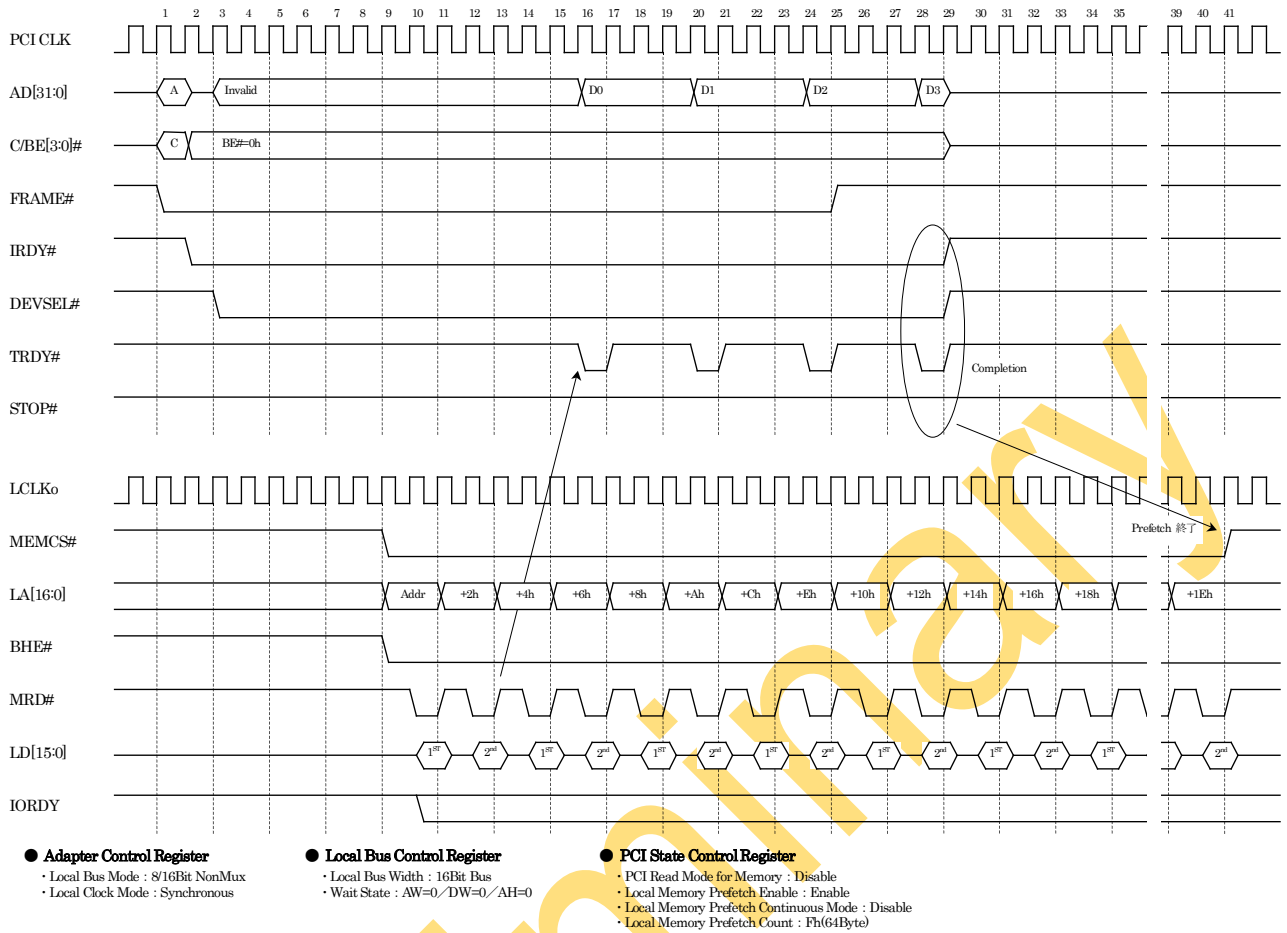 1 2 3 4 5 6 7 8 9 10 11 12 13 14 15 16 17 18 19 20 21 22 23 24 25 26 27 28 29 30 31 32 33 34 35 39 40 41
PCI CLK
AD[31:0] A Invalid D0 D1 D2 D3
C/BE[3:0]# C BE#=0h
FRAME#
IRDY#
DEVSEL#
TRDY#
Completion
STOP#
LCLKo
MEMCS#
Prefetch 終了
LA[16:0] Addr +2h +4h +6h +8h +Ah +Ch +Eh +10h +12h +14h +16h +18h +1Eh
BHE#
MRD#
LD[15:0] 1ST 2nd 1ST 2nd 1ST 2nd 1ST 2nd 1ST 2nd 1ST 2nd 1ST 2nd
IORDY
● Adapter Control Register
・Local Bus Mode : 8/16Bit NonMux
・Local Clock Mode : Synchronous
● Local Bus Control Register
・Local Bus Width : 16Bit Bus
・Wait State : AW=0／DW=0／AH=0
● PCI State Control Register
・PCI Read Mode for Memory : Disable
・Local Memory Prefetch Enable : Enable
・Local Memory Prefetch Continuous Mode : Disable
・Local Memory Prefetch Count : Fh(64Byte)